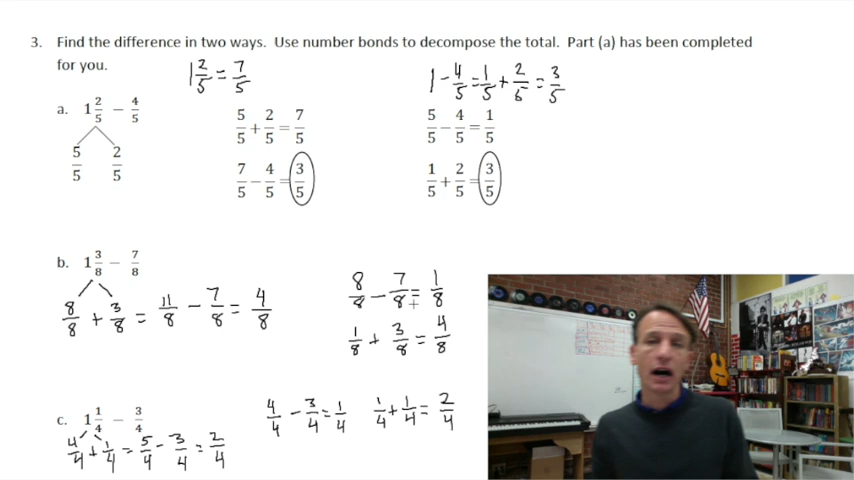 3. Find the difference in two ways. Use number bonds to decompose the total. Part (a) has been completed
for you.
1 2/5 = 7/5
1 - 4/5 = 1/5 + 2/5 = 3/5
a. 1 2/5 − 4/5
5/5 2/5
5/5 + 2/5 = 7/5
7/5 − 4/5 = 3/5
5/5 − 4/5 = 1/5
1/5 + 2/5 = 3/5
b. 1 3/8 − 7/8
8/8 + 3/8 = 11/8 - 7/8 = 4/8
8/8 - 7/8 = 1/8
1/8 + 3/8 = 4/8
c. 1 1/4 − 3/4
4/4 + 1/4 = 5/4 - 3/4 = 2/4
4/4 - 3/4 = 1/4 1/4 + 1/4 = 2/4